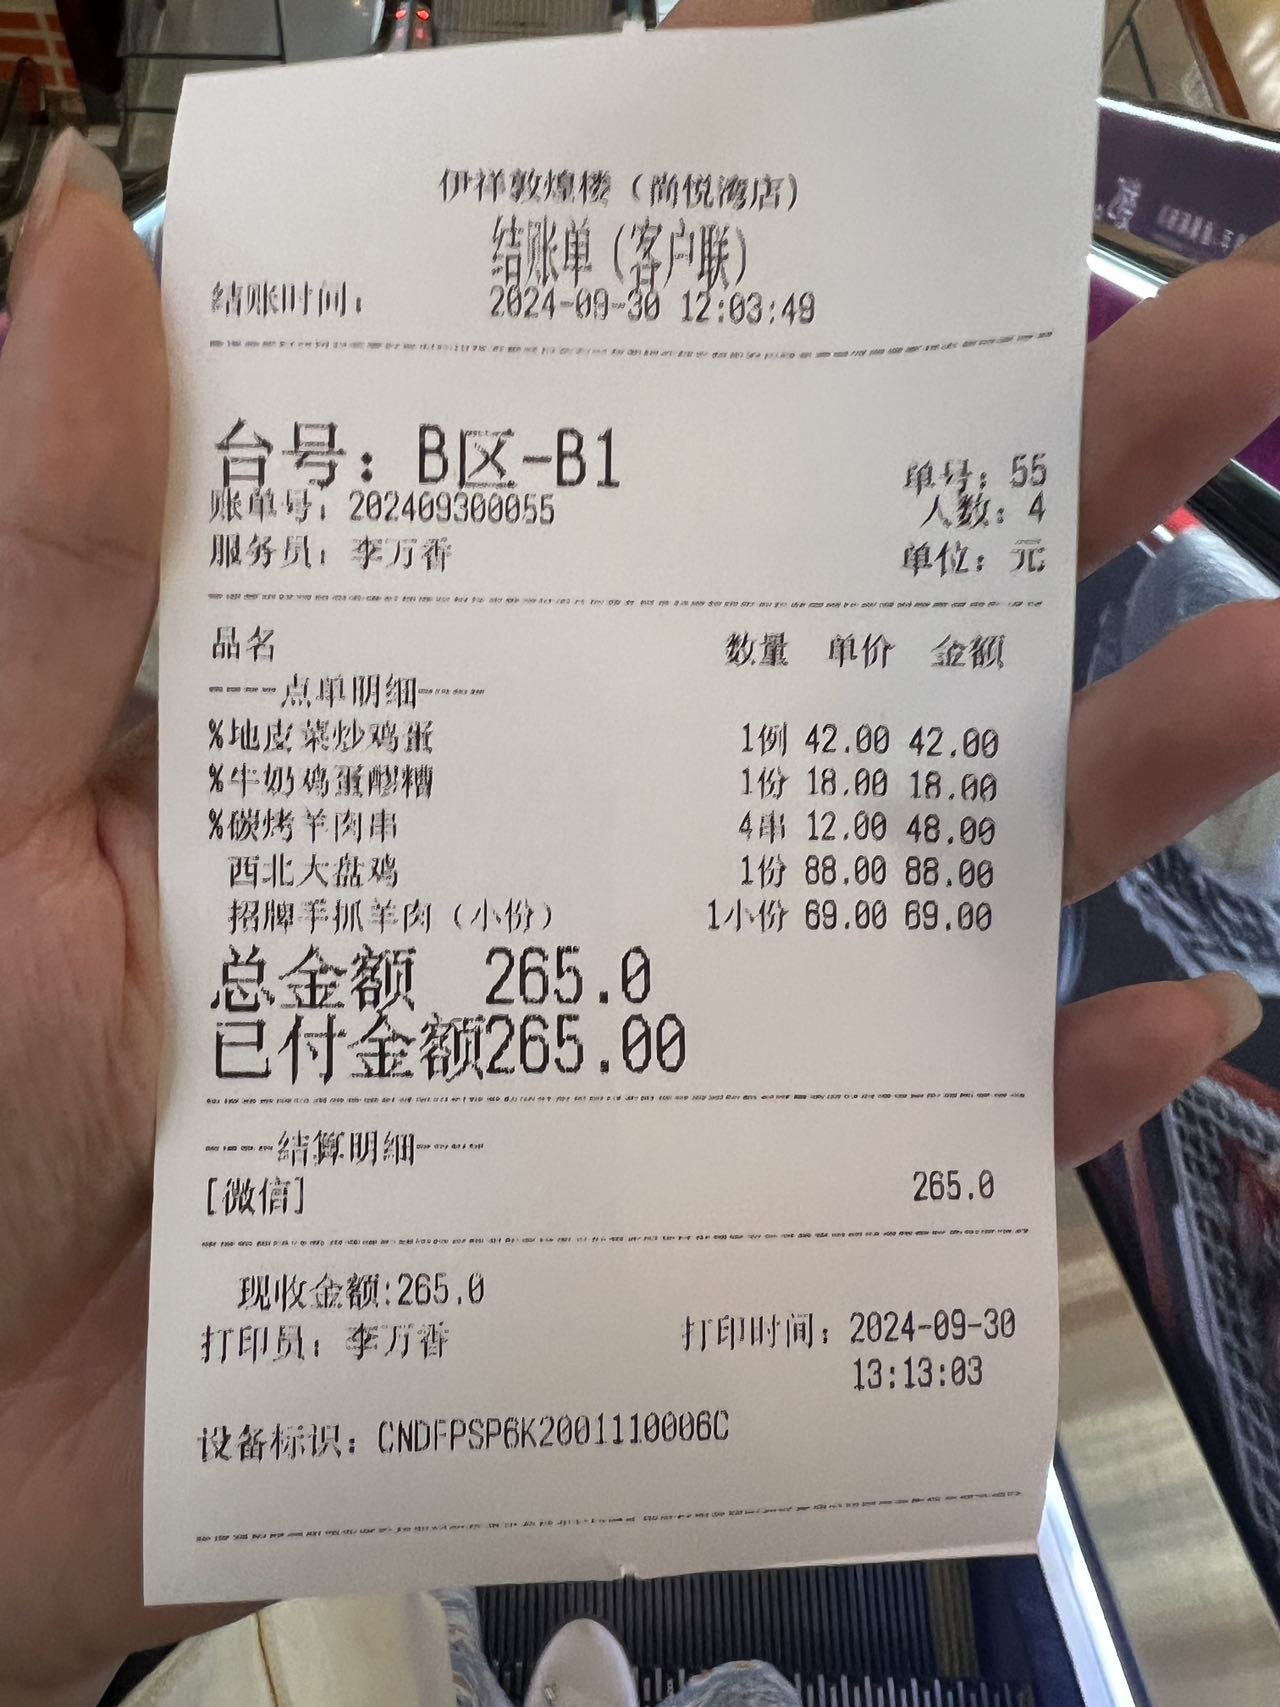 伊祥敦煌楼（尚悦湾店）
结账单（客户联）
结账时间： 2024-09-30 12:03:49
台号：B区-B1
单号：55
账单号：202409300055
人数：4
服务员：李万香
单位：元
品名 数量 单价 金额
----点单明细----
%地皮菜炒鸡蛋 1例 42.00 42.00
%牛奶鸡蛋醪糟 1份 18.00 18.00
%碳烤羊肉串 4串 12.00 48.00
西北大盘鸡 1份 88.00 88.00
招牌手抓羊肉（小份） 1小份 69.00 69.00
总金额 265.0
已付金额265.00
----结算明细----
[微信] 265.0
现收金额:265.0
打印员：李万香 打印时间：2024-09-30
13:13:03
设备标识：CNDFPSP6K2001110006C